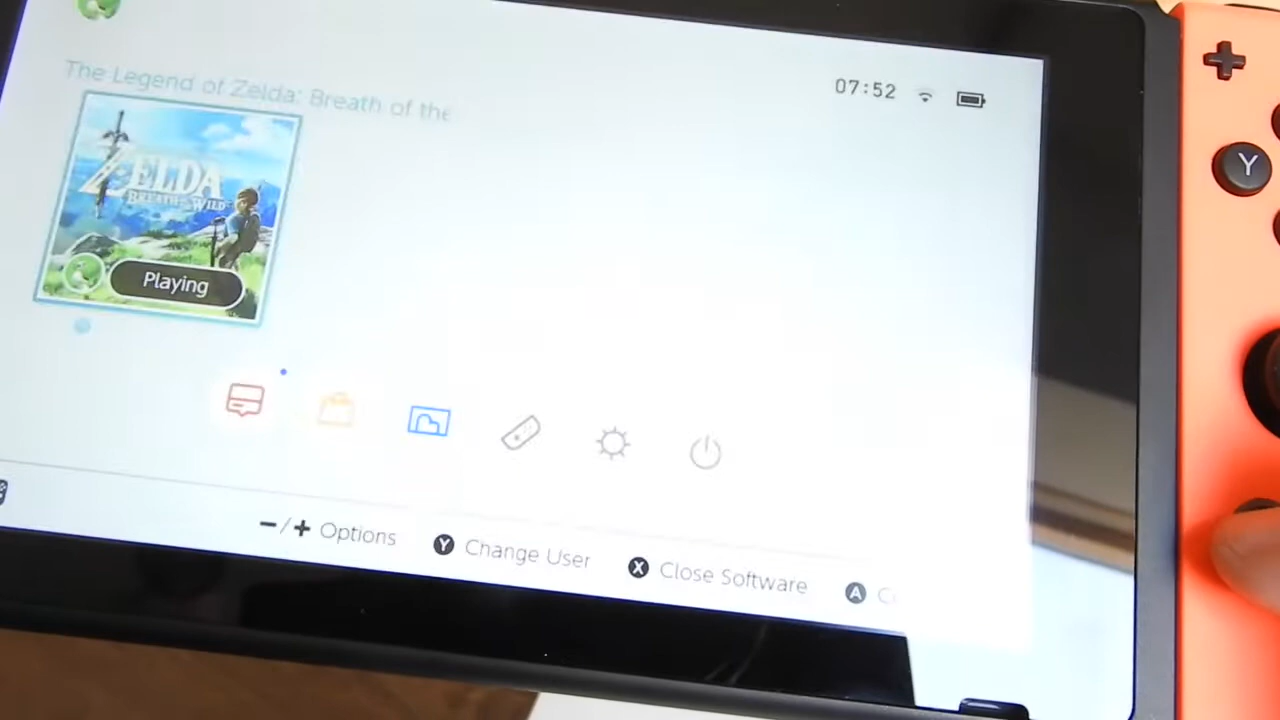 The Legend of Zelda: Breath of the
07:52
ZELDA
BREATH OF THE WILD
Playing
Y
−/+ Options
Y Change User
X Close Software
A